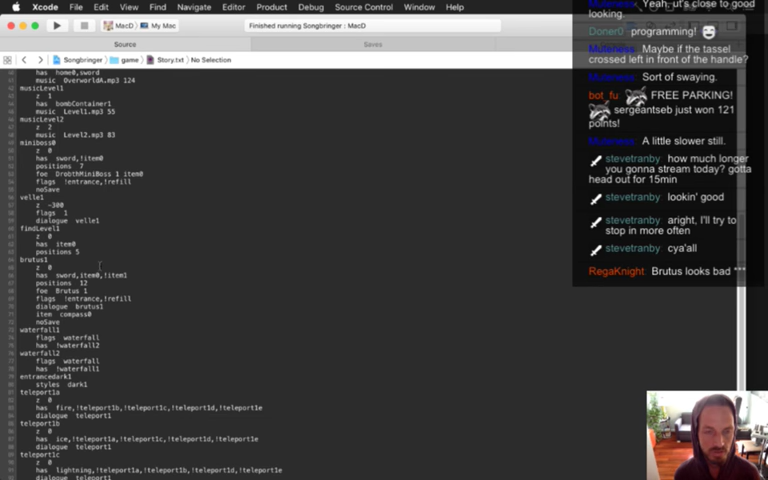 Xcode File Edit View Find Navigate Editor Product Debug Source Control Window
MacD My Mac
Finished running Songbringer : MacD
Source
Saves
Songbringer game Story.txt No Selection
has home0,sword
music OverworldA.mp3 124
musicLevel1
z 1
has bombContainer1
music Level1.mp3 55
musicLevel2
z 2
music Level2.mp3 83
miniboss0
z 0
has sword,!item0
positions 7
foe DrobthMiniBoss 1 item0
flags !entrance,!refill
noSave
velle1
z -300
flags 1
dialogue velle1
findLevel1
z 0
has item0
positions 5
brutus1
z 0
has sword,item0,!item1
positions 12
foe Brutus 1
flags !entrance,!refill
dialogue brutus1
item compass0
noSave
waterfall1
flags waterfall
has !waterfall2
waterfall2
flags waterfall
has !waterfall1
entrancedark1
styles dark1
teleport1a
z 0
has fire,!teleport1b,!teleport1c,!teleport1d,!teleport1e
dialogue teleport1
teleport1b
z 0
has ice,!teleport1a,!teleport1c,!teleport1d,!teleport1e
dialogue teleport1
teleport1c
z 0
has lightning,!teleport1a,!teleport1b,!teleport1d,!teleport1e
dialogue teleport1
Yeah, ut's close to good
looking.
Doner0 programming!
Muteness: Maybe if the tassel
crossed left in front of the handle?
Muteness: Sort of swaying.
bot_fu: FREE PARKING!
sergeantseb just won 121
points!
Muteness: A little slower still.
stevetranby how much longer
you gonna stream today? gotta
head out for 15min
stevetranby lookin' good
stevetranby aright, I'll try to
stop in more often
stevetranby cya'all
RegaKnight: Brutus looks bad ***